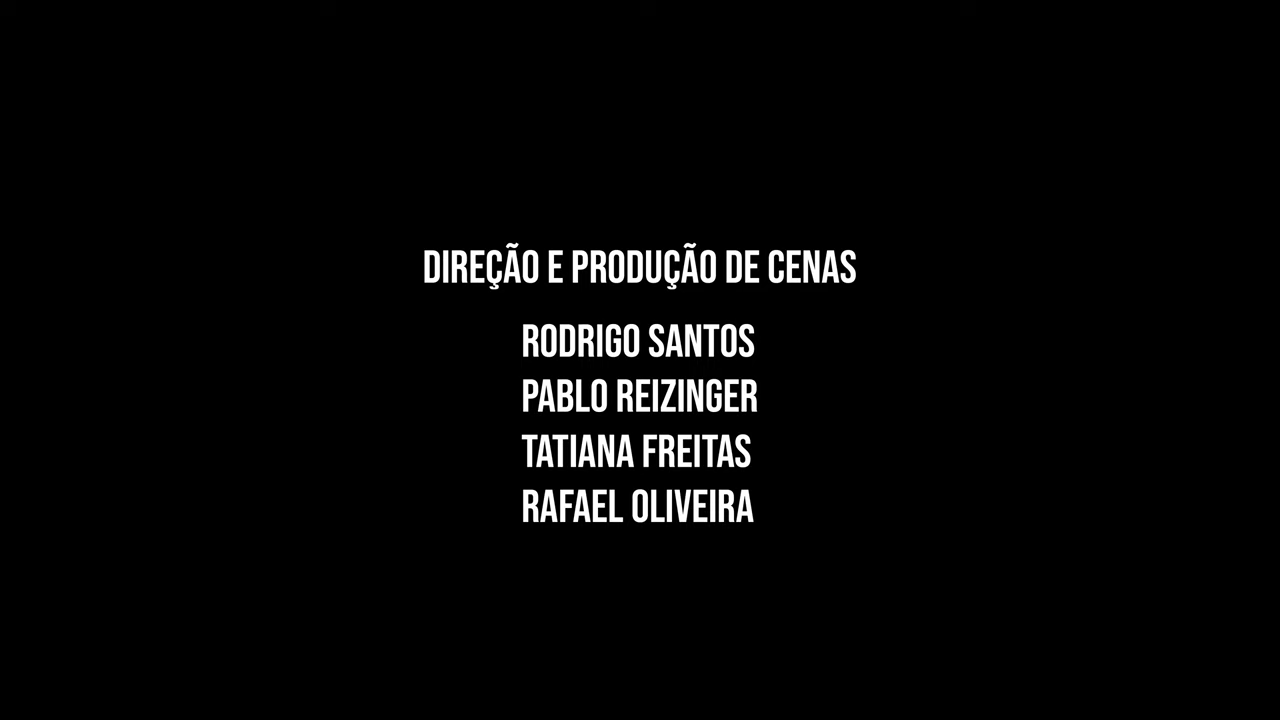 DIREÇÃO E PRODUÇÃO DE CENAS
RODRIGO SANTOS
PABLO REIZINGER
TATIANA FREITAS
RAFAEL OLIVEIRA